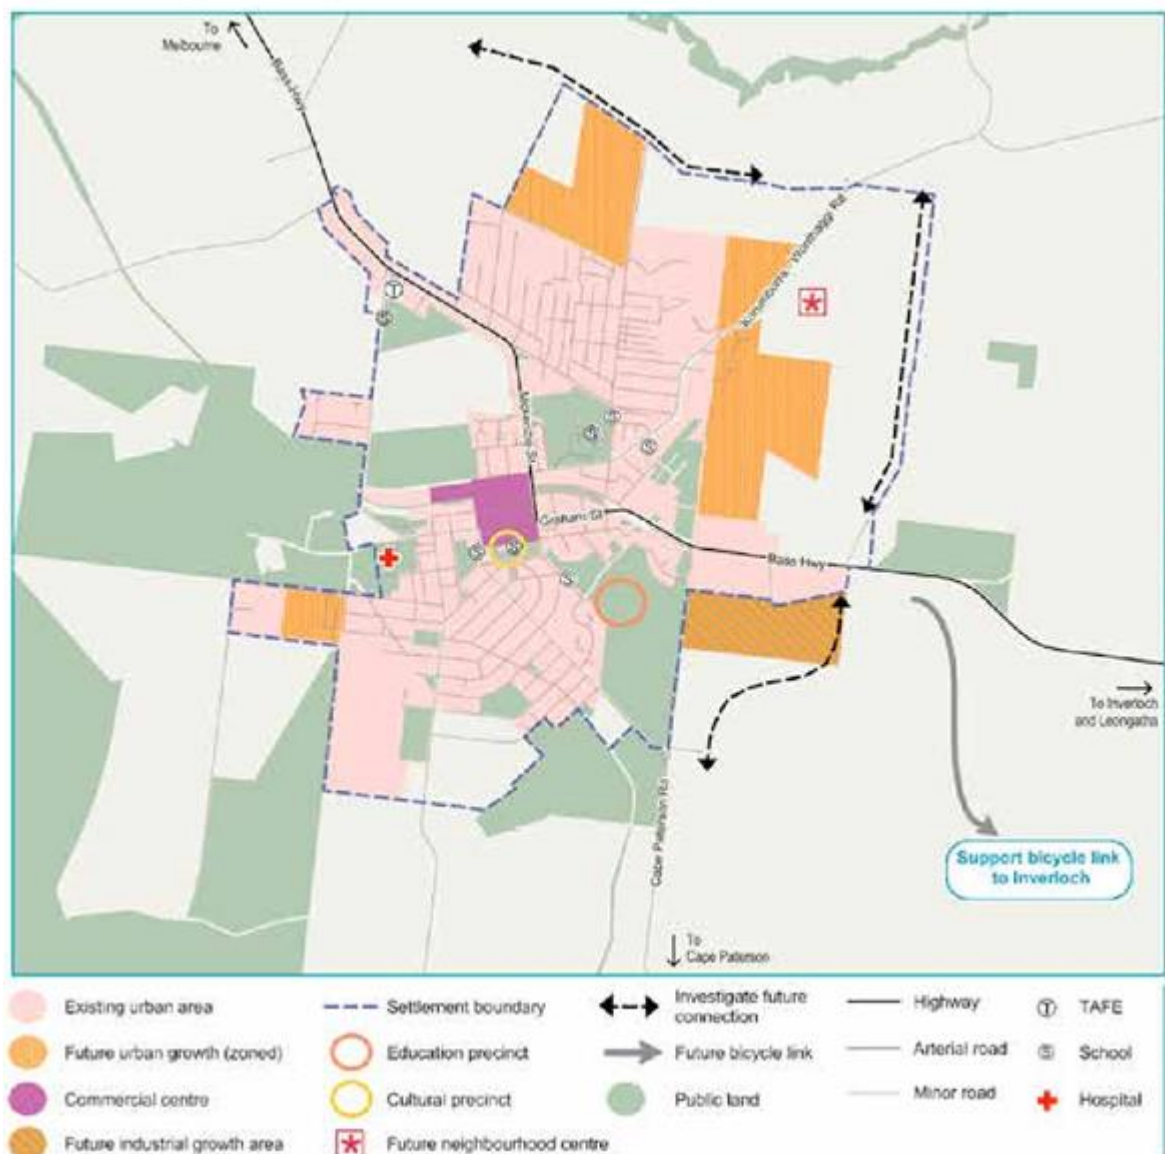 To
Melbourne
Bass Hwy
Korumburra - Wonthaggi Rd
McKenzie St
Graham St
Bass Hwy
To Inverloch
and Leongatha
Support bicycle link
to Inverloch
Cape Paterson Rd
To
Cape Paterson
T
S
S
S
S
S
S
Existing urban area
Settlement boundary
Investigate future
connection
Highway
T TAFE
Future urban growth (zoned)
Education precinct
Future bicycle link
Arterial road
S School
Commercial centre
Cultural precinct
Public land
Minor road
Hospital
Future industrial growth area
Future neighbourhood centre